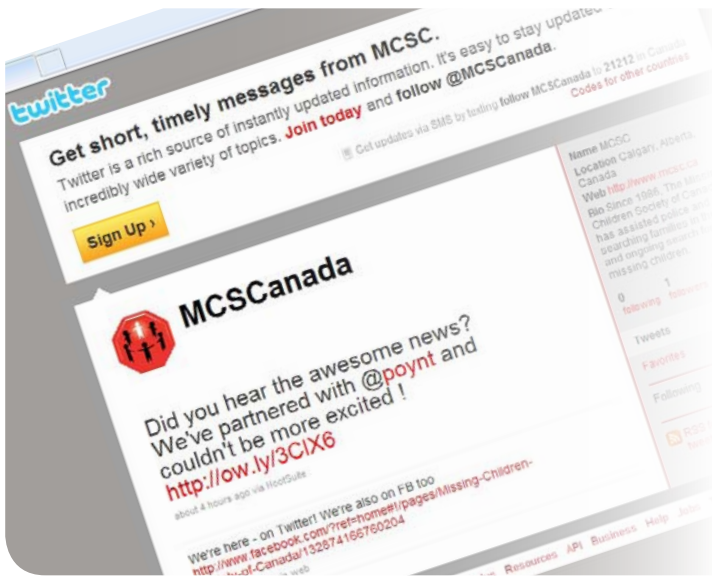 twitter
Get short, timely messages from MCSC.
Twitter is a rich source of instantly updated information. It's easy to stay updated
incredibly wide variety of topics. Join today and follow @MCSCanada.
Get updates via SMS by texting follow MCSCanada to 21212 in Canada
Codes for other countries
Sign Up ›
Name MCSC
Location Calgary, Alberta,
Canada
Web http://www.mcsc.ca
Bio Since 1986, The
Children Society of
has assisted police and
searching families in
and ongoing search
missing children.
0 1
following followers
Tweets
Favorites
Following
RSS
MCSCanada
Did you hear the awesome news?
We've partnered with @poynt and
couldn't be more excited !
http://ow.ly/3ClX6
about 4 hours ago via HootSuite
We're here - on Twitter! We're also on FB too
http://www.facebook.com/?ref=home#!/pages/Missing-Children-
-of-Canada/132874166760204
web
Resources API Business Help Jobs